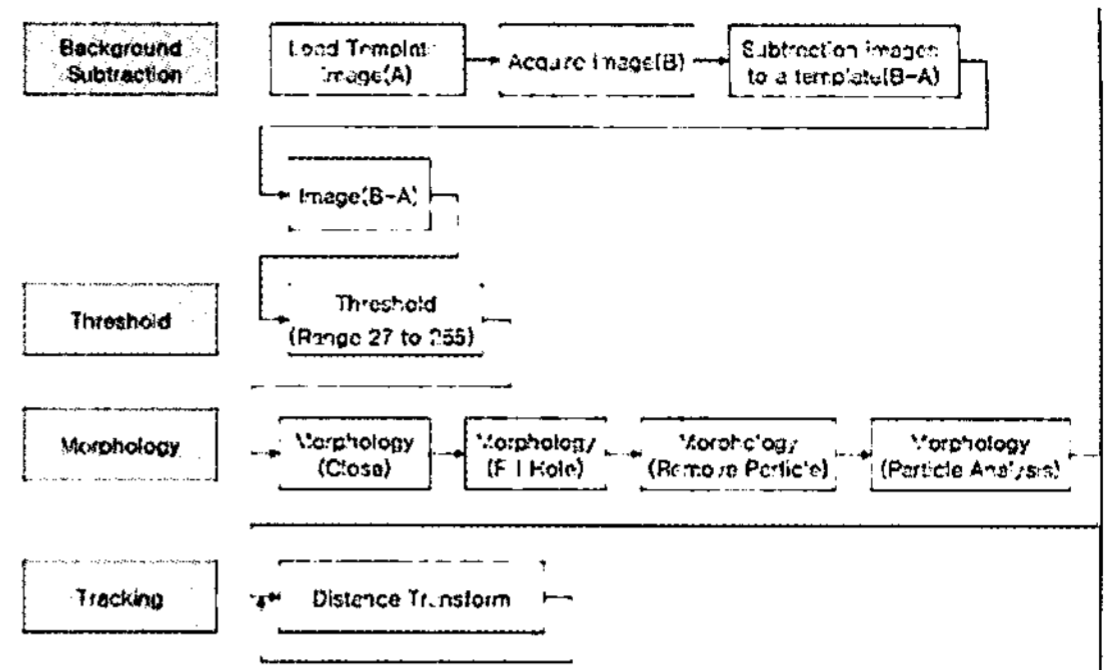 Background
Subtraction
Load Template
Image(A)
Acquire Image(B)
Subtraction Images
to a template(B-A)
Image(B-A)
Threshold
Threshold
(Range 27 to 255)
Morphology
Morphology
(Close)
Morphology
(Fill Hole)
Morphology
(Remove Particle)
Morphology
(Particle Analysis)
Tracking
Distance Transform